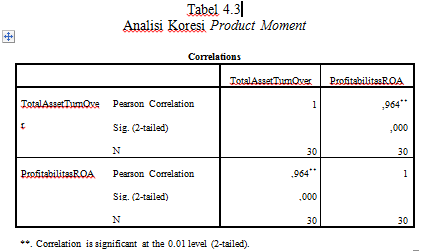 Tabel 4.3
Analisi Koresi Product Moment
Correlations
TotalAssetTurnOver ProfitabilitasROA
TotalAssetTurnOve Pearson Correlation 1 ,964**
r Sig. (2-tailed) ,000
N 30 30
ProfitabilitasROA Pearson Correlation ,964** 1
Sig. (2-tailed) ,000
N 30 30
**. Correlation is significant at the 0.01 level (2-tailed).